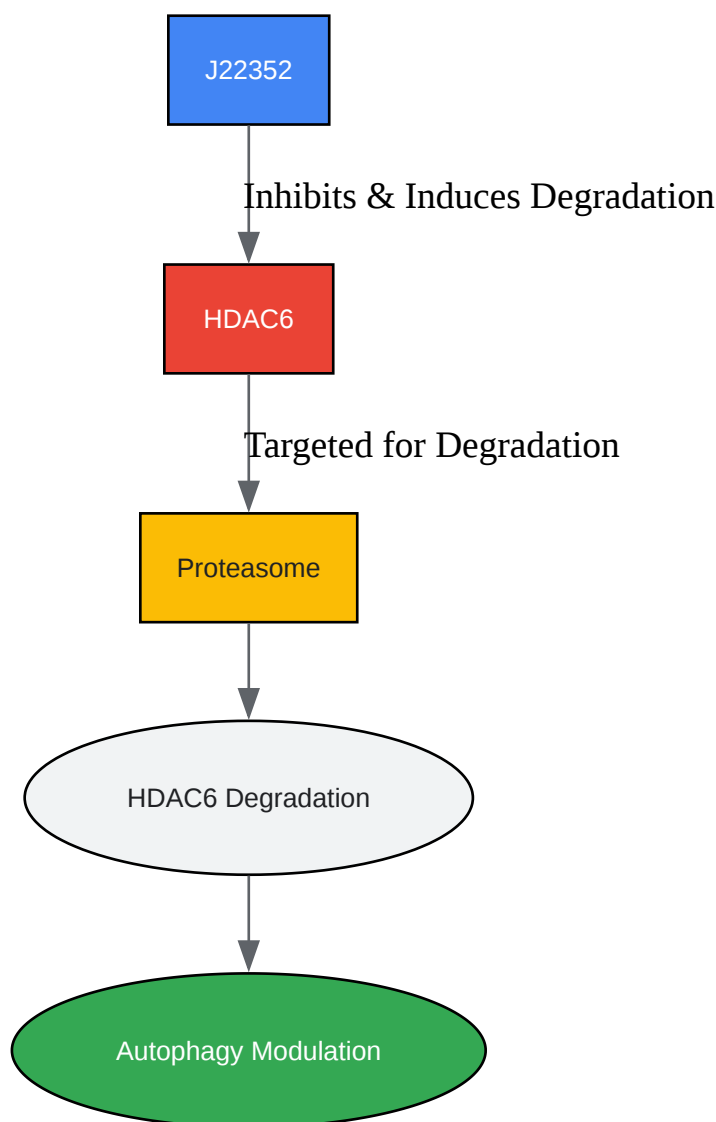 J22352
Inhibits & Induces Degradation
HDAC6
Targeted for Degradation
Proteasome
HDAC6 Degradation
Autophagy Modulation